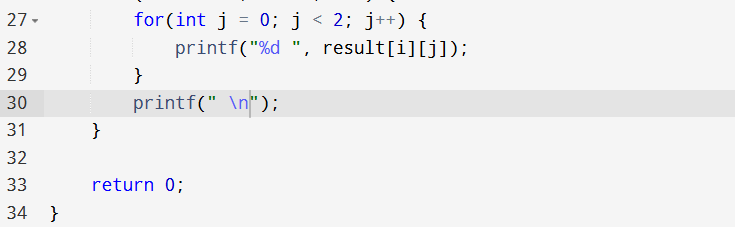 27 for(int j = 0; j < 2; j++) {
28 printf("%d ", result[i][j]);
29 }
30 printf(" \n");
31 }
32
33 return 0;
34 }